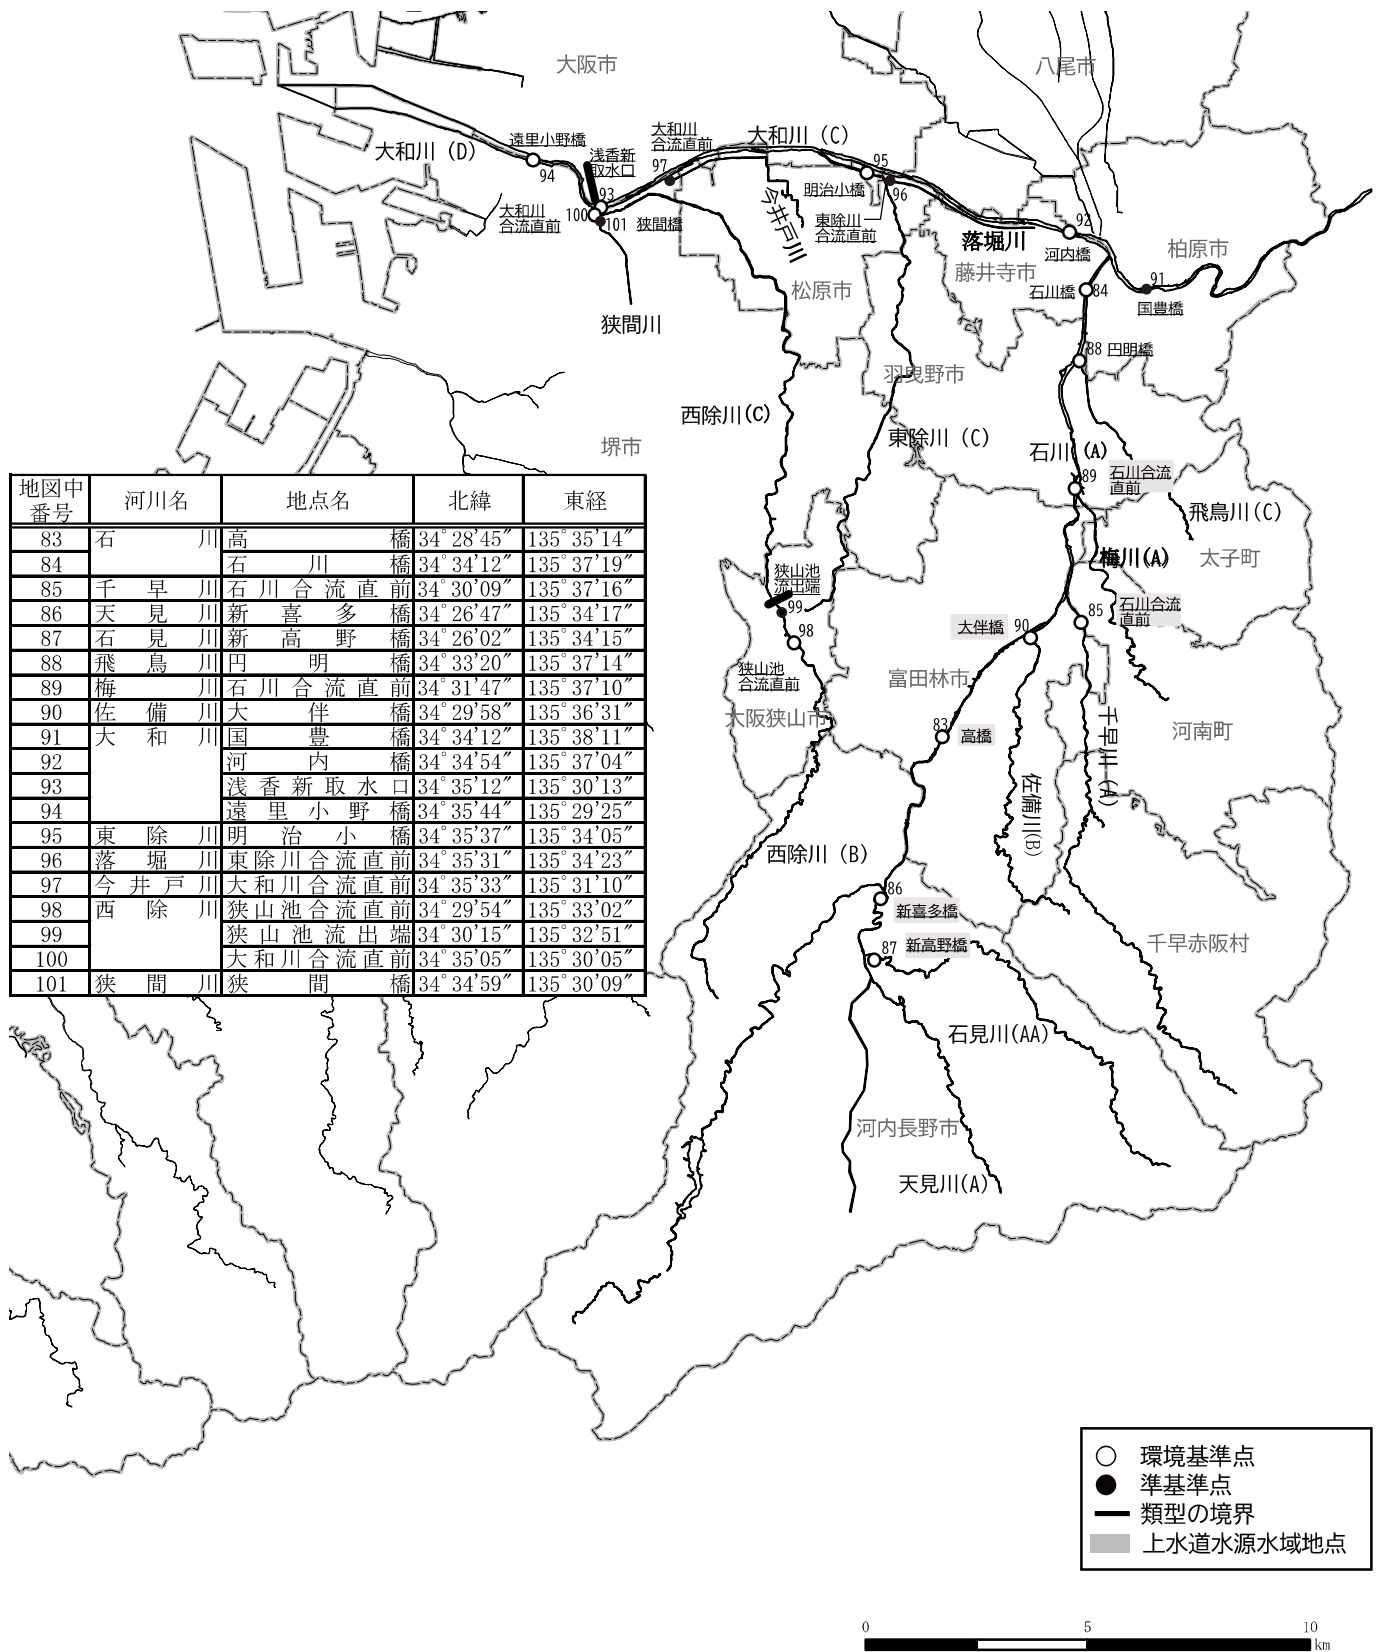 大阪市
八尾市
大和川 (D)
遠里小野橋
94
浅香新
取水口
93
大和川
合流直前
97
大和川 (C)
95
明治小橋
96
東除川
合流直前
今井戸川
大和川
合流直前
100
101
狭間橋
狭間川
落堀川
92
河内橋
柏原市
藤井寺市
松原市
石川橋
84
91
国豊橋
88 円明橋
羽曳野市
西除川(C)
東除川 (C)
堺市
石川 (A)
89
石川合流
直前
飛鳥川(C)
梅川(A)
太子町
地図中番号 河川名 地点名 北緯 東経
83 石川 高橋 34°28′45″ 135°35′14″
84 石川橋 34°34′12″ 135°37′19″
85 千早川 石川合流直前 34°30′09″ 135°37′16″
86 天見川 新喜多橋 34°26′47″ 135°34′17″
87 石見川 新高野橋 34°26′02″ 135°34′15″
88 飛鳥川 円明橋 34°33′20″ 135°37′14″
89 梅川 石川合流直前 34°31′47″ 135°37′10″
90 佐備川 大伴橋 34°29′58″ 135°36′31″
91 大和川 国豊橋 34°34′12″ 135°38′11″
92 河内橋 34°34′54″ 135°37′04″
93 浅香新取水口 34°35′12″ 135°30′13″
94 遠里小野橋 34°35′44″ 135°29′25″
95 東除川 明治小橋 34°35′37″ 135°34′05″
96 落堀川 東除川合流直前 34°35′31″ 135°34′23″
97 今井戸川 大和川合流直前 34°35′33″ 135°31′10″
98 西除川 狭山池合流直前 34°29′54″ 135°33′02″
99 狭山池流出端 34°30′15″ 135°32′51″
100 大和川合流直前 34°35′05″ 135°30′05″
101 狭間川 狭間橋 34°34′59″ 135°30′09″
狭山池
流出端
99
98
狭山池
合流直前
大阪狭山市
大伴橋 90
85
石川合流
直前
富田林市
83
高橋
千早川 (A)
河南町
佐備川(B)
西除川 (B)
86
新喜多橋
87 新高野橋
千早赤阪村
石見川(AA)
河内長野市
天見川(A)
環境基準点
準基準点
類型の境界
上水道水源水域地点
0 5 10
km